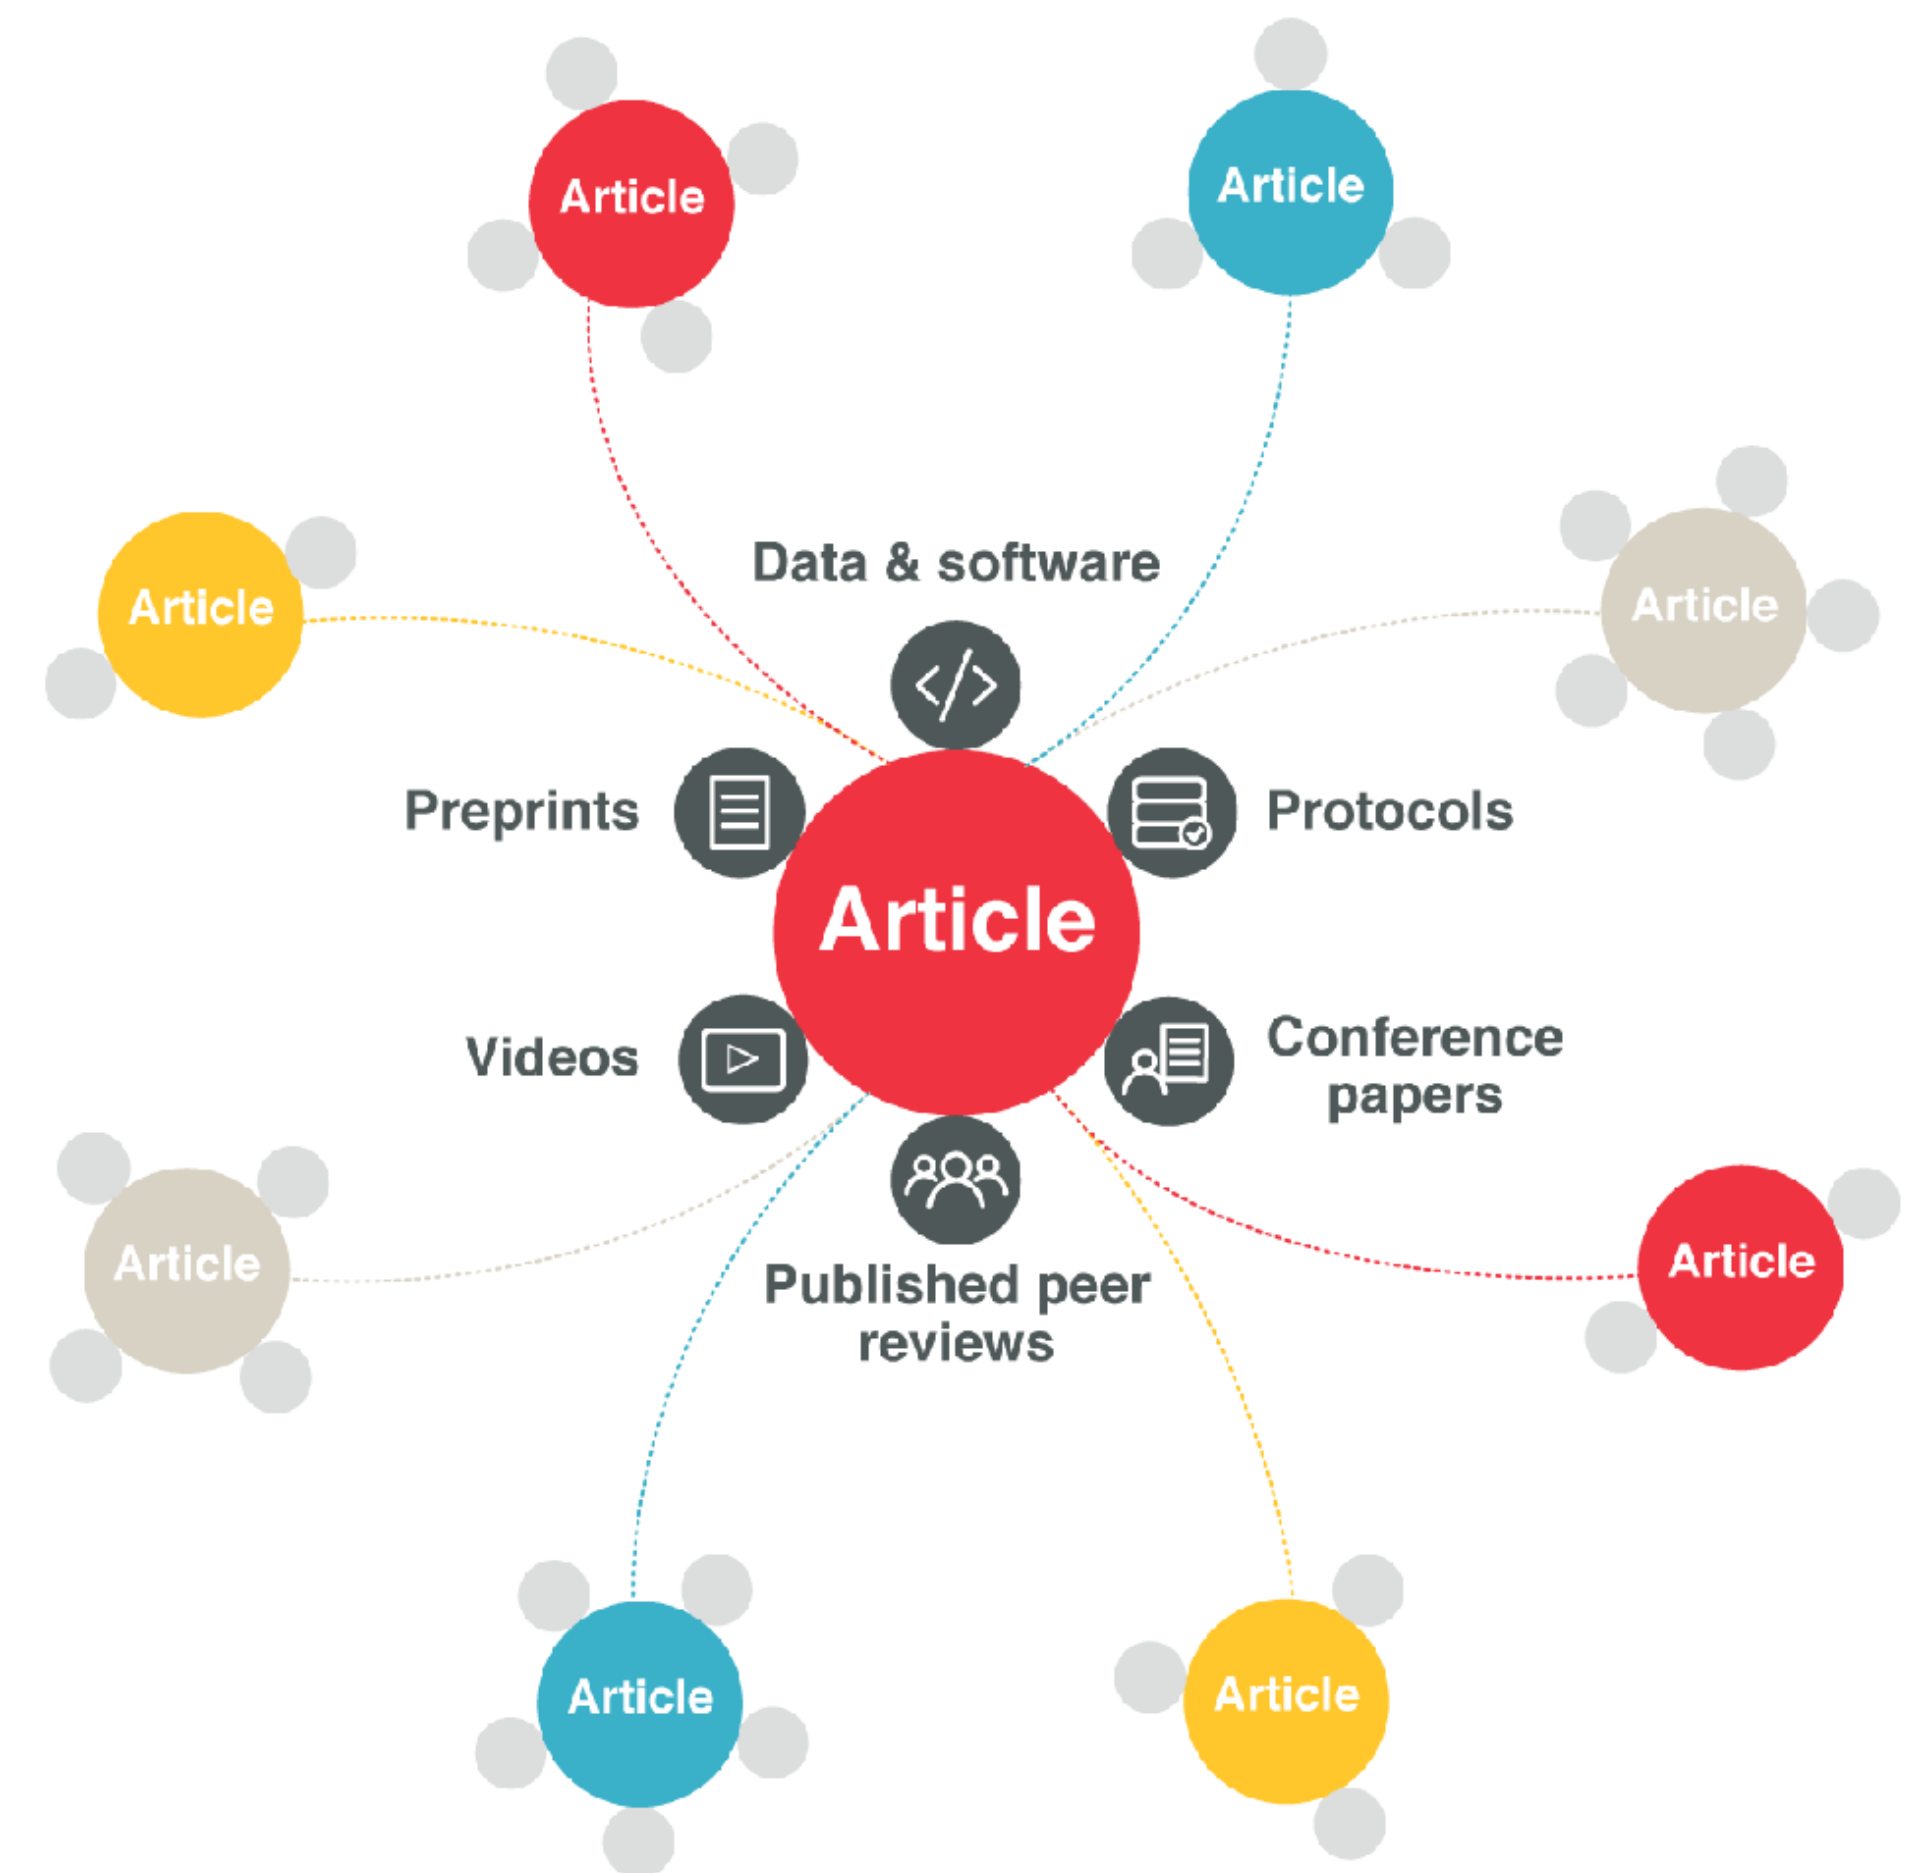 Article
Article
Article
Article
Data & software
Preprints
Protocols
Article
Videos
Conference
papers
Published peer
reviews
Article
Article
Article
Article